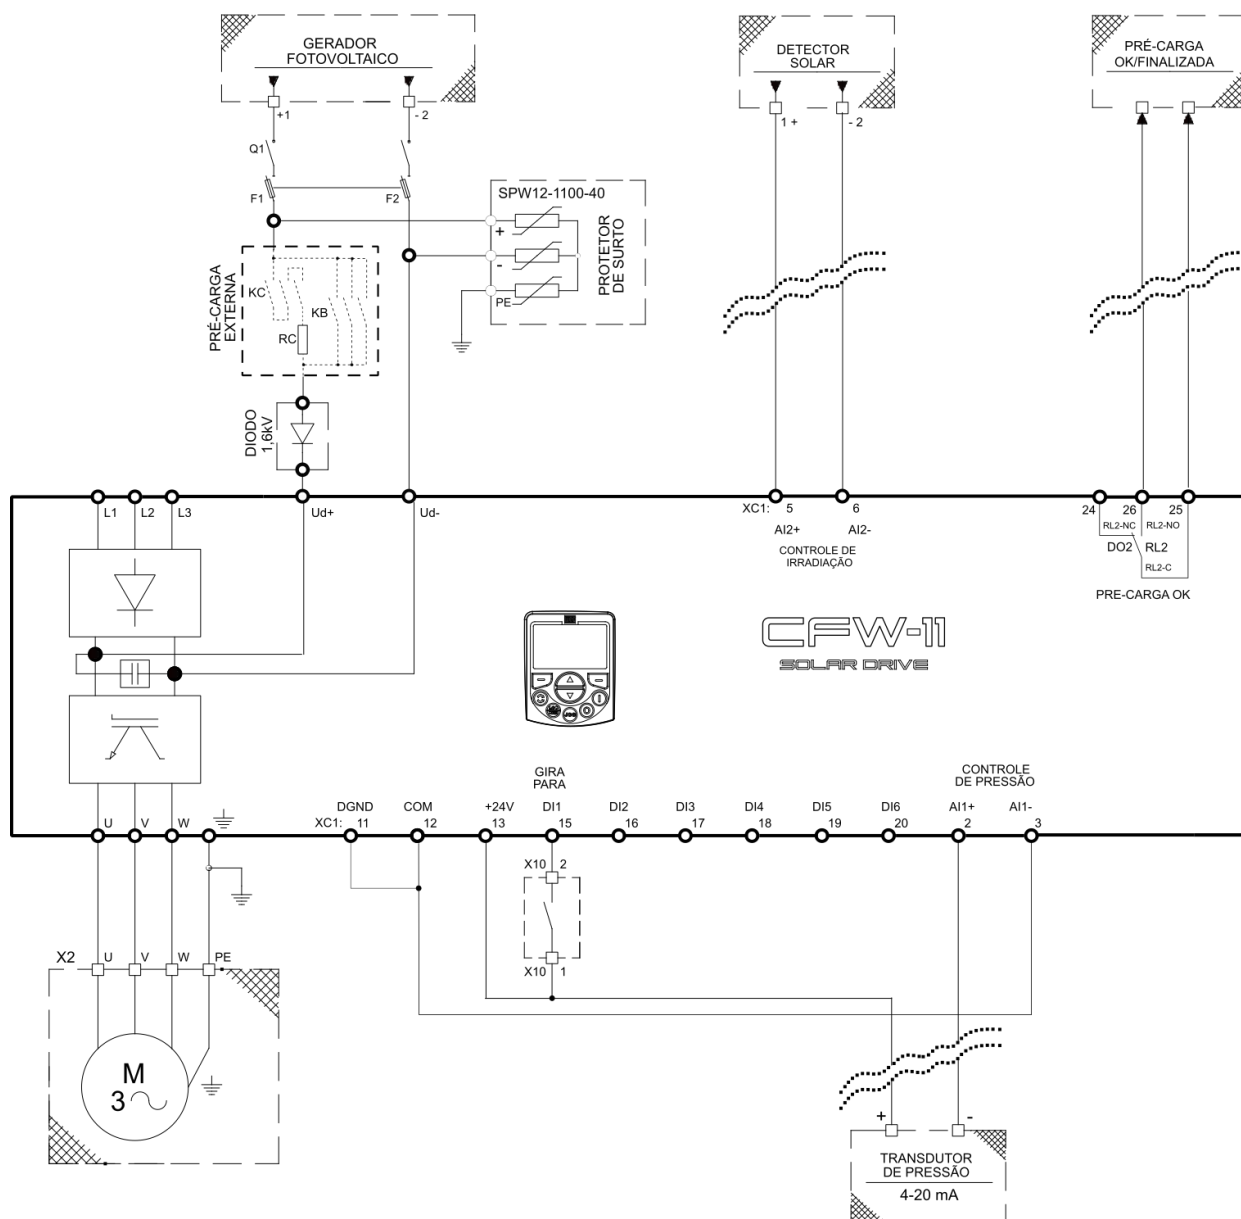 GERADOR
FOTOVOLTAICO
DETECTOR
SOLAR
PRÉ-CARGA
OK/FINALIZADA
+1
- 2
1 +
- 2
Q1
F1
F2
SPW12-1100-40
+
-
PE
PROTETOR
DE SURTO
PRÉ-CARGA
EXTERNA
KC
KB
RC
DIODO
1,6kV
L1
L2
L3
Ud+
Ud-
XC1:
5
6
AI2+
AI2-
CONTROLE DE
IRRADIAÇÃO
24
26
25
RL2-NC
RL2-NO
DO2
RL2
RL2-C
PRE-CARGA OK
CFW-11
SOLAR DRIVE
GIRA
PARA
CONTROLE
DE PRESSÃO
DGND
COM
+24V
DI1
DI2
DI3
DI4
DI5
DI6
AI1+
AI1-
XC1:
11
12
13
15
16
17
18
19
20
2
3
U
V
W
X10
2
X10
1
X2
U
V
W
PE
M
3
+
-
TRANSDUTOR
DE PRESSÃO
4-20 mA